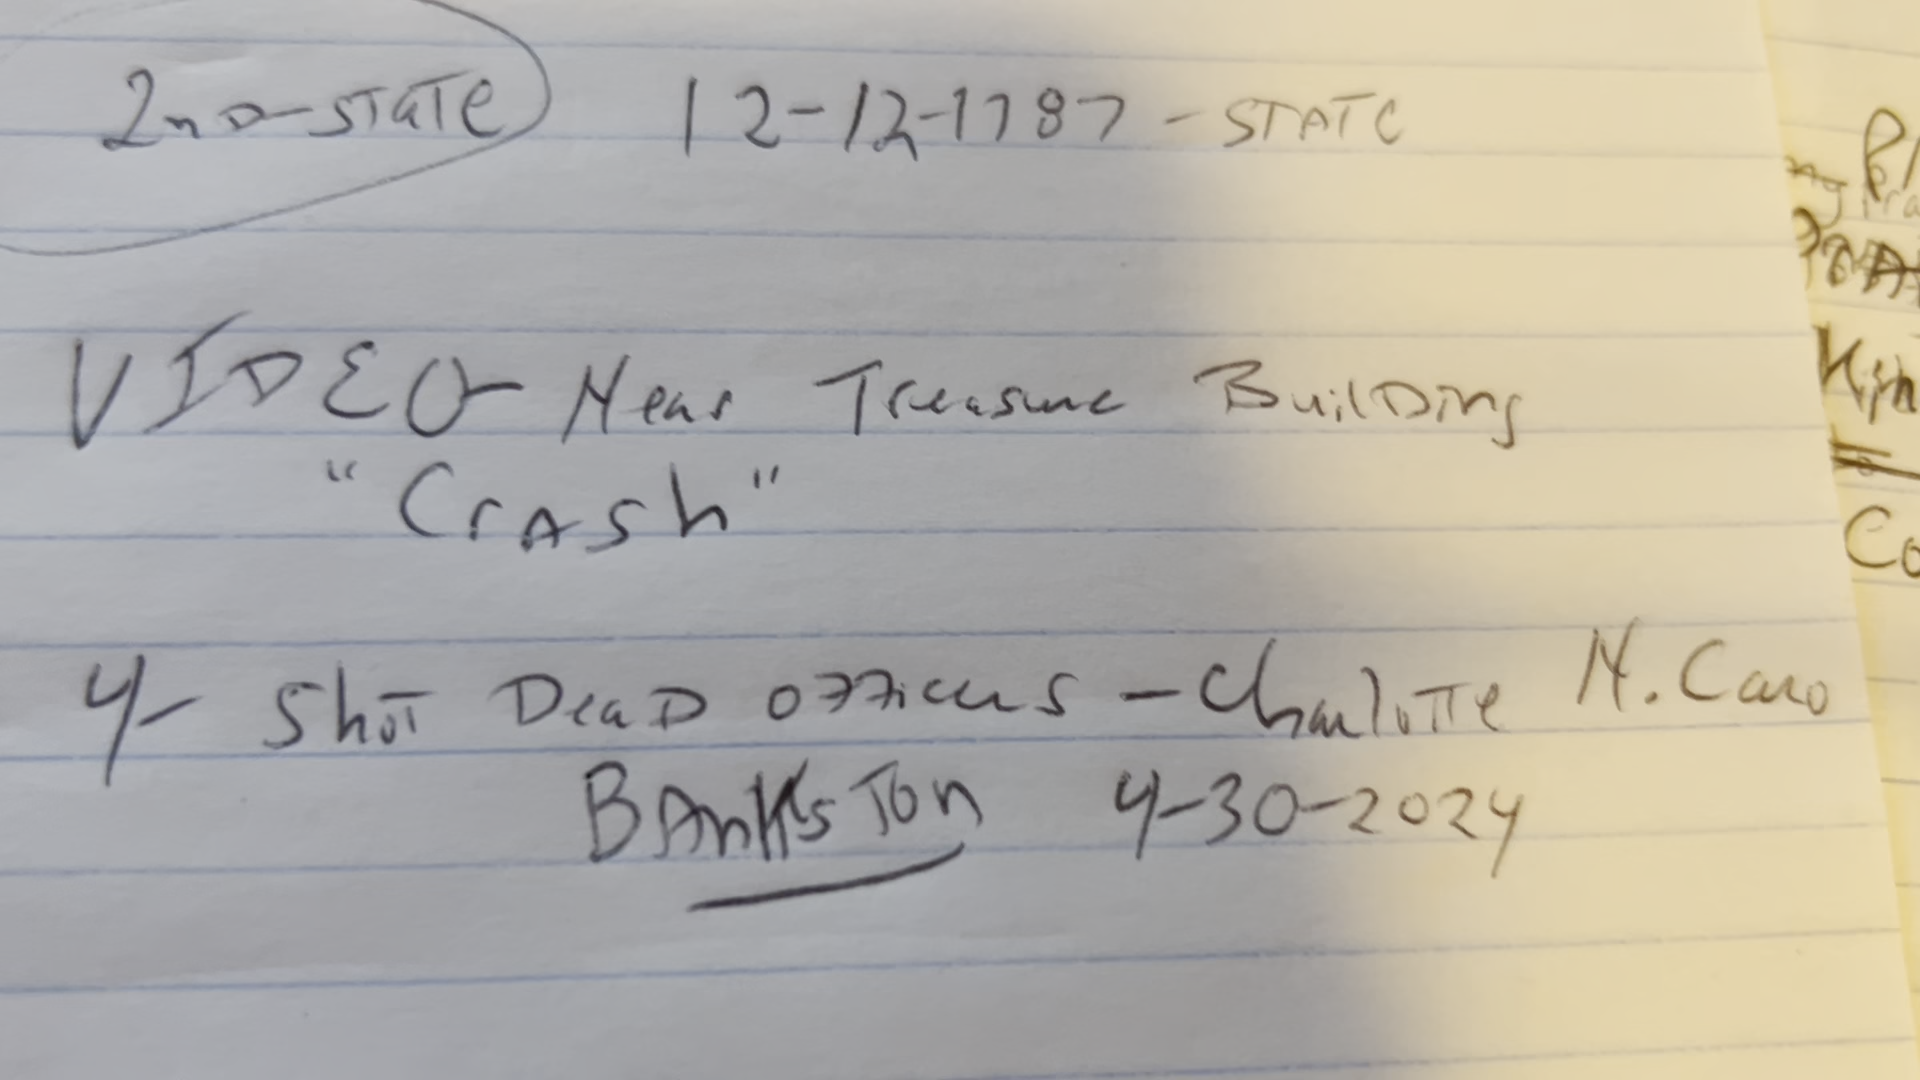 2nD-STATE 12-12-1787 - STATE
VIDEO- Near Treasure Building
"CrAsh"
4- Shot DeaD officers - Charlotte N. Caro
BAnksTon 4-30-2024
Co